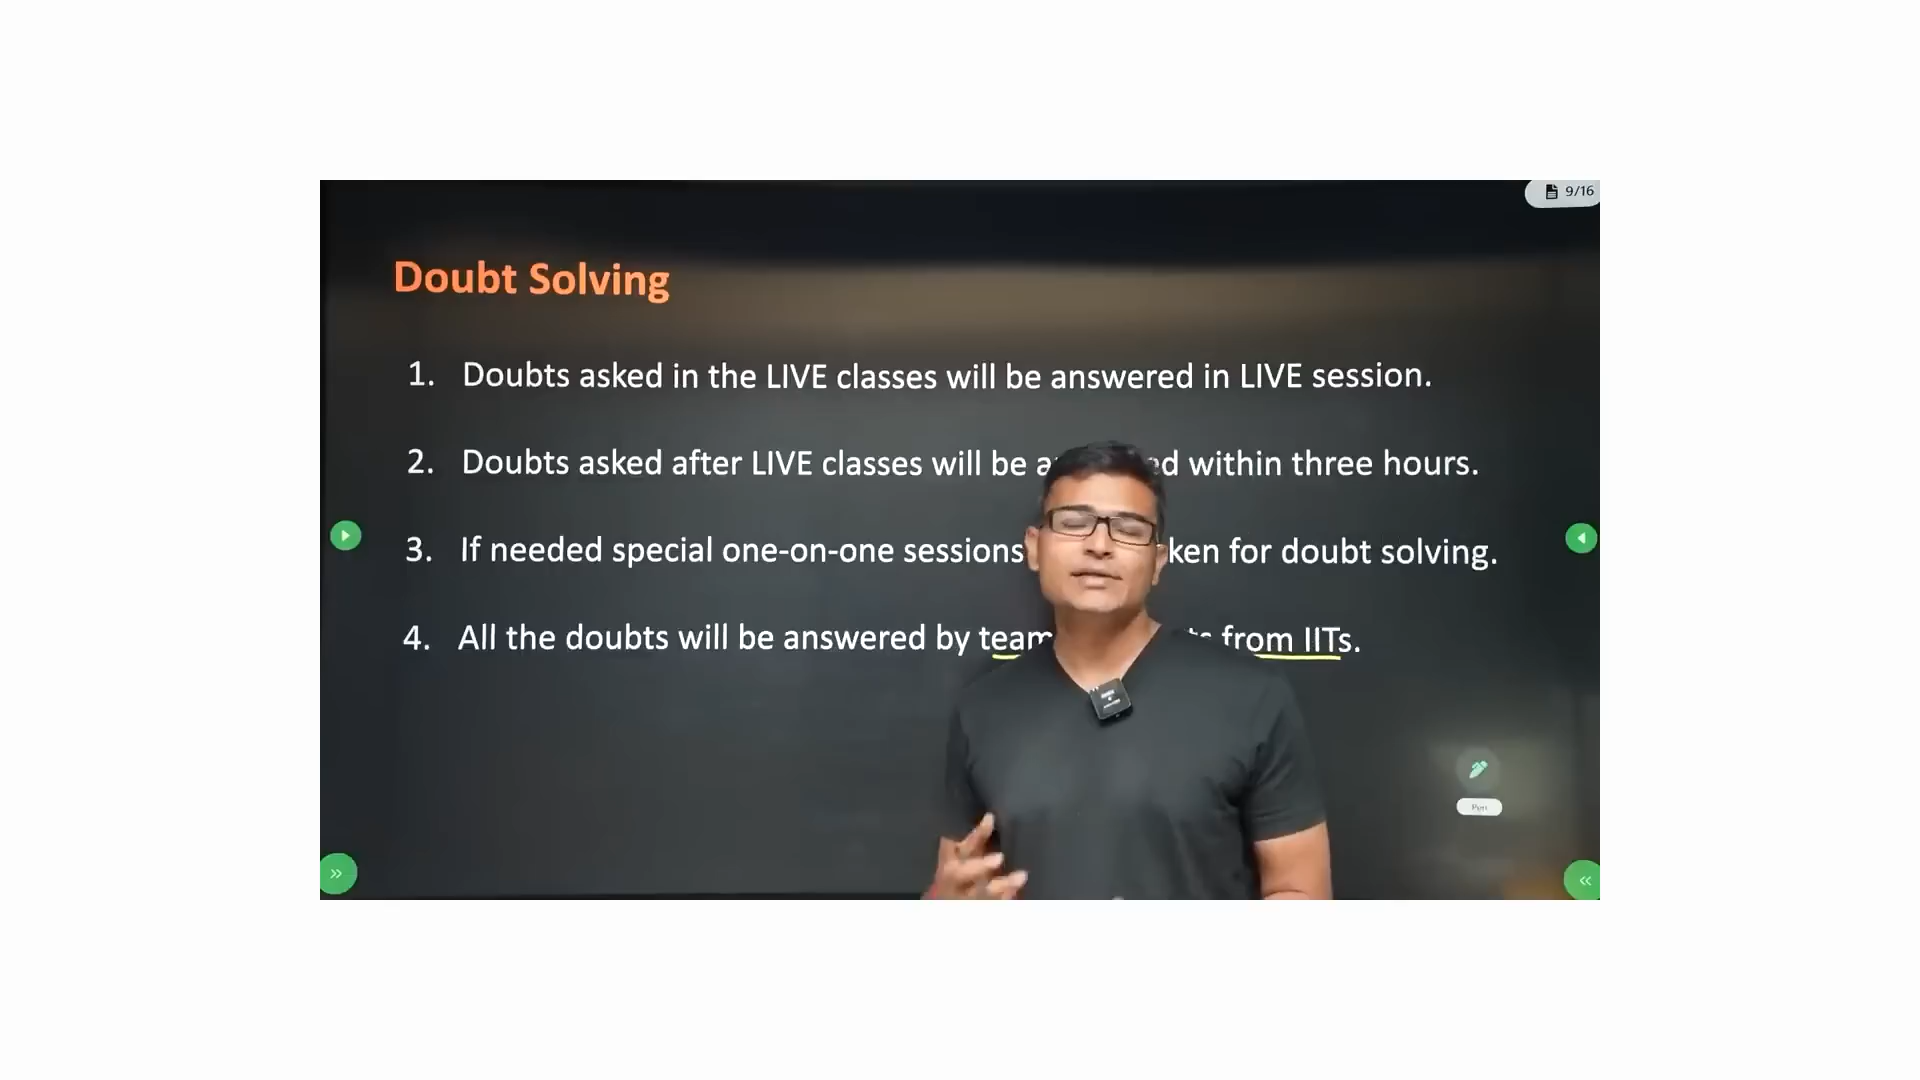 9/16
Doubt Solving
1. Doubts asked in the LIVE classes will be answered in LIVE session.
2. Doubts asked after LIVE classes will be within three hours.
3. If needed special one-on-one sessions for doubt solving.
4. All the doubts will be answered by from IITs.
Pen